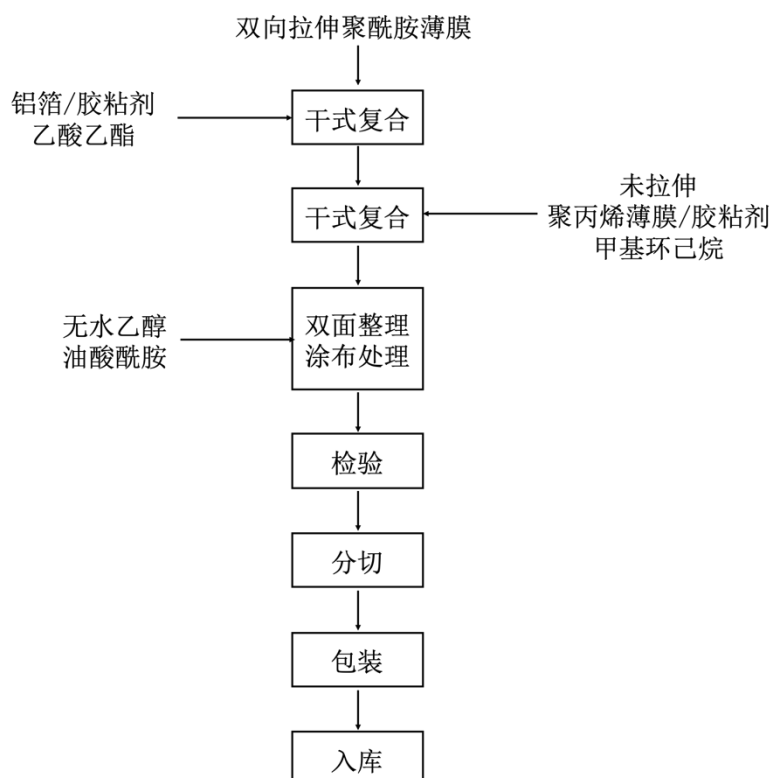 双向拉伸聚酰胺薄膜
铝箔/胶粘剂
乙酸乙酯
干式复合
干式复合
未拉伸
聚丙烯薄膜/胶粘剂
甲基环己烷
无水乙醇
油酸酰胺
双面整理
涂布处理
检验
分切
包装
入库